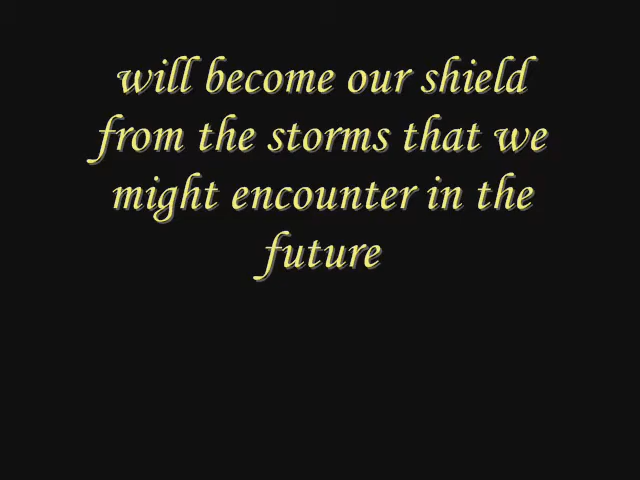 will become our shield
from the storms that we
might encounter in the
future